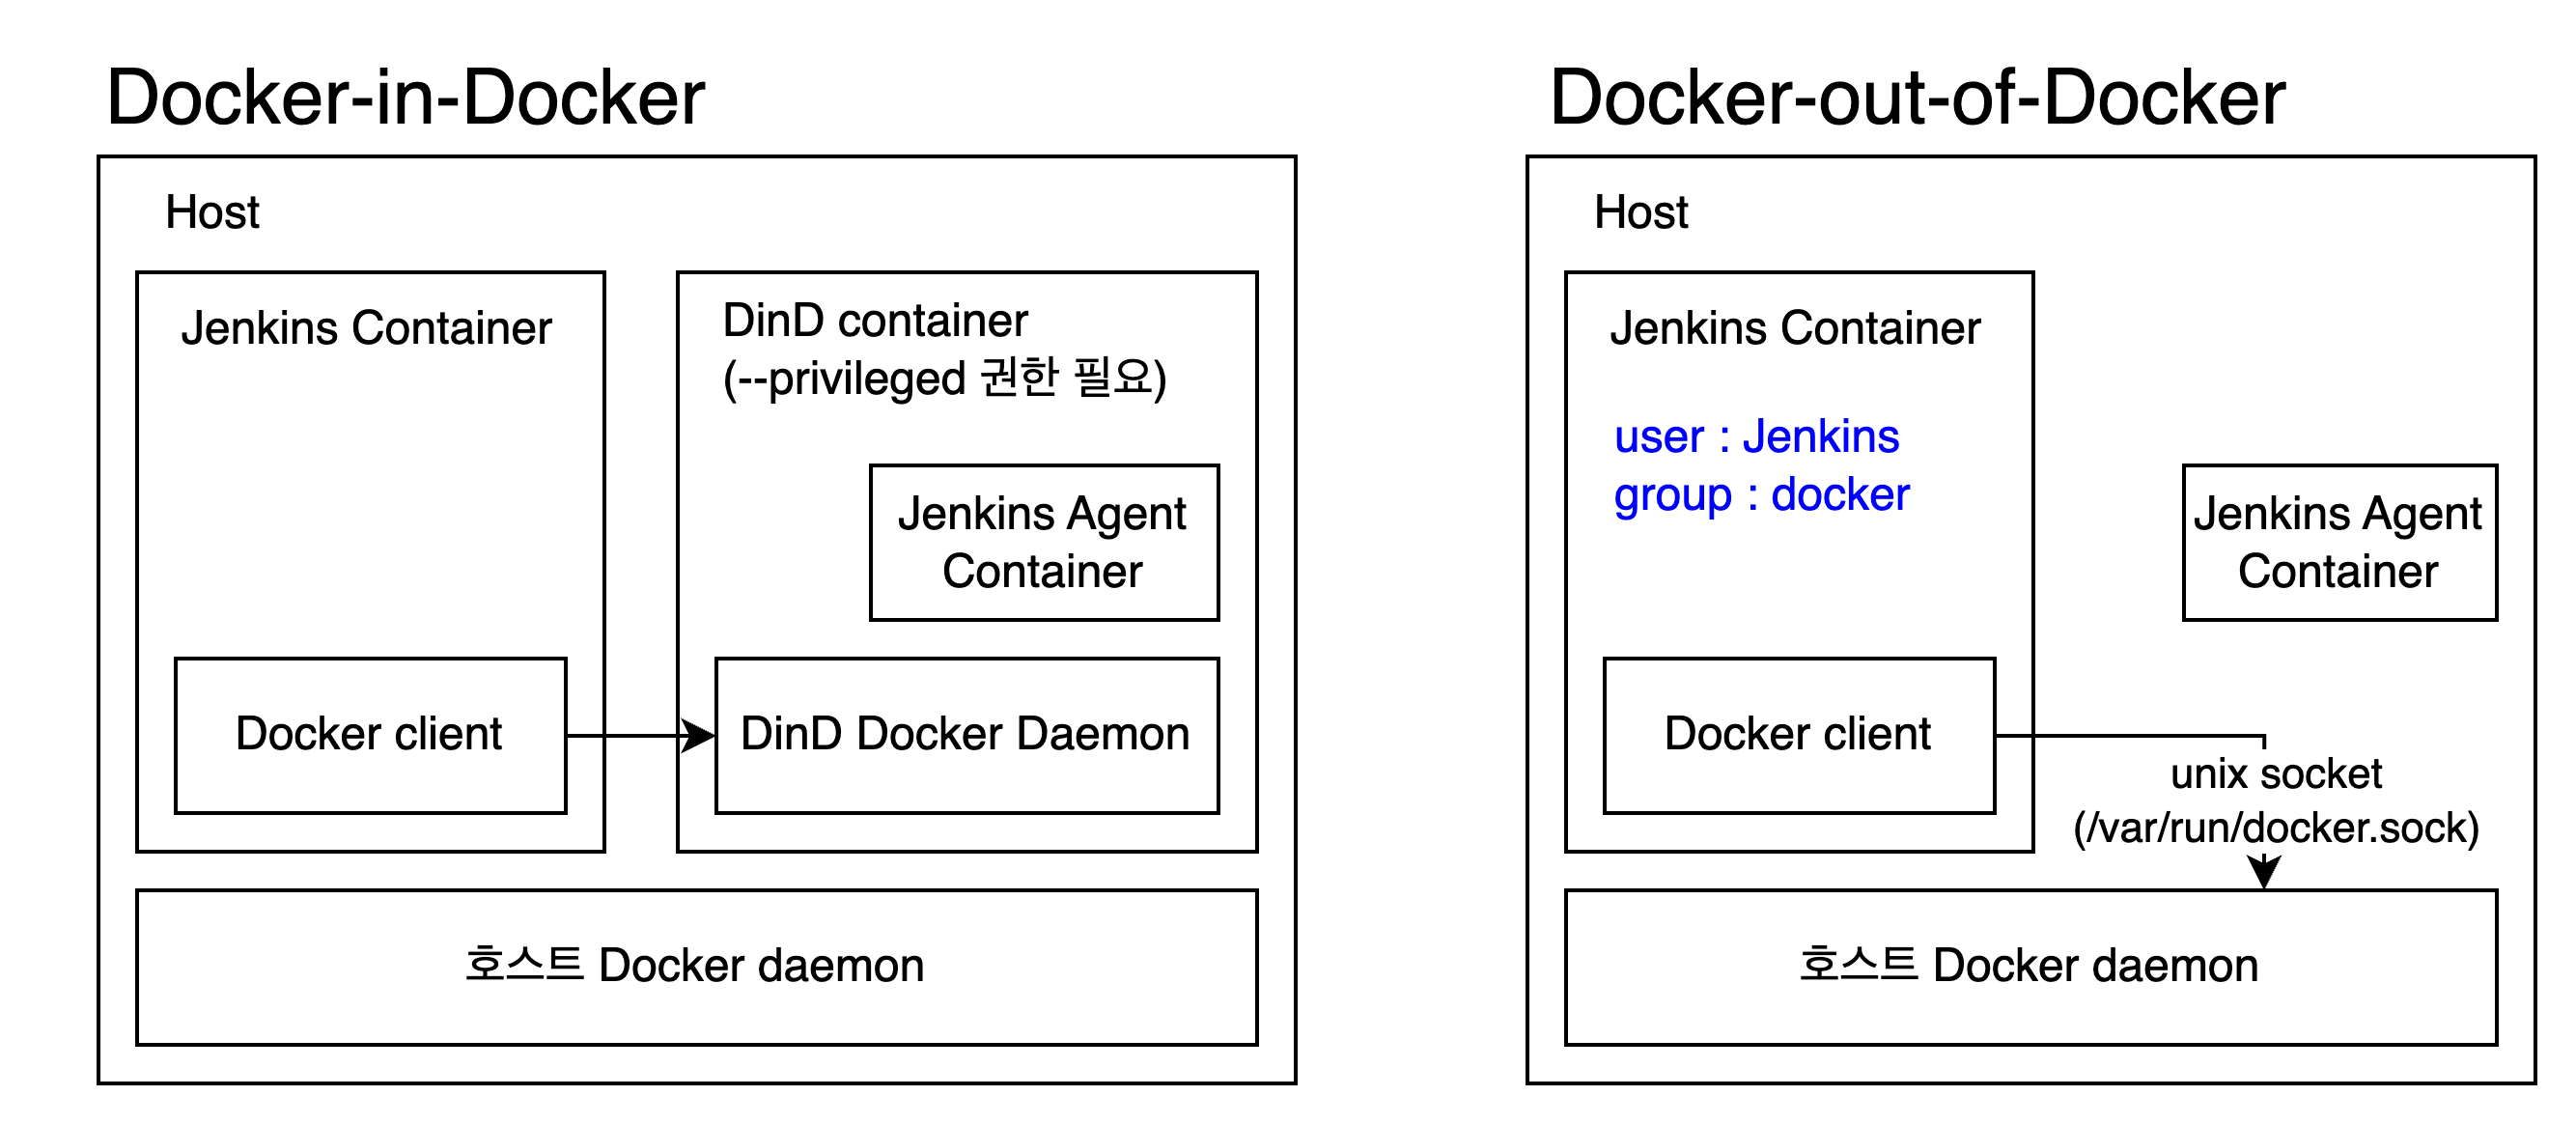 Docker-in-Docker
Host
Jenkins Container
DinD container
(--privileged 권한 필요)
Jenkins Agent
Container
Docker client
DinD Docker Daemon
호스트 Docker daemon
Docker-out-of-Docker
Host
Jenkins Container
user : Jenkins
group : docker
Jenkins Agent
Container
Docker client
unix socket
(/var/run/docker.sock)
호스트 Docker daemon